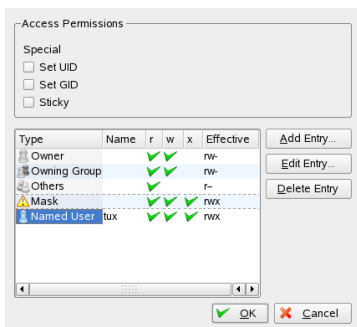 Access Permissions
Special
Set UID
Set GID
Sticky
Type Name r w x Effective
Owner rw-
Owning Group rw-
Others r--
Mask rwx
Named User tux rwx
Add Entry...
Edit Entry...
Delete Entry
OK Cancel